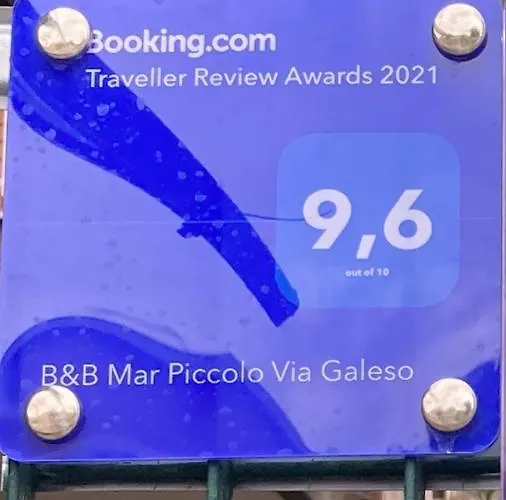 Booking.com
Traveller Review Awards 2021
9,6
out of 10
B&B Mar Piccolo Via Galeso